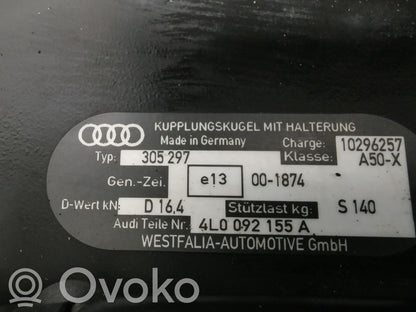 KUPPLUNGSKUGEL MIT HALTERUNG
Made in Germany Charge: 10296257
Typ: 305 297 Klasse: A50-X
Gen.-Zei. e13 00-1874
D-Wert kN: D 16,4 Stützlast kg: S 140
Audi Teile Nr.: 4L0 092 155 A
WESTFALIA-AUTOMOTIVE GmbH
OVOKO